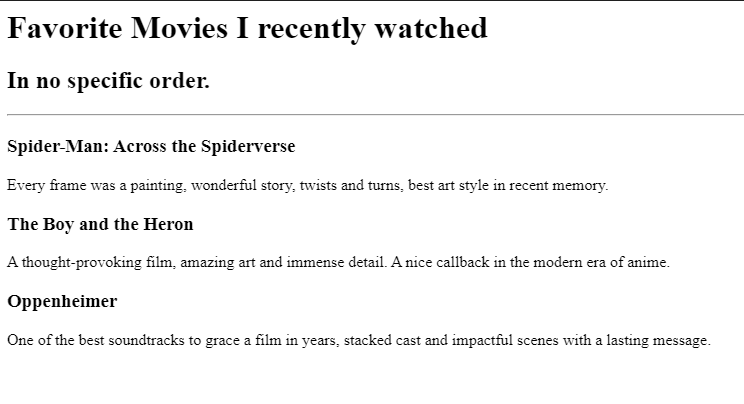 Favorite Movies I recently watched
In no specific order.
Spider-Man: Across the Spiderverse
Every frame was a painting, wonderful story, twists and turns, best art style in recent memory.
The Boy and the Heron
A thought-provoking film, amazing art and immense detail. A nice callback in the modern era of anime.
Oppenheimer
One of the best soundtracks to grace a film in years, stacked cast and impactful scenes with a lasting message.